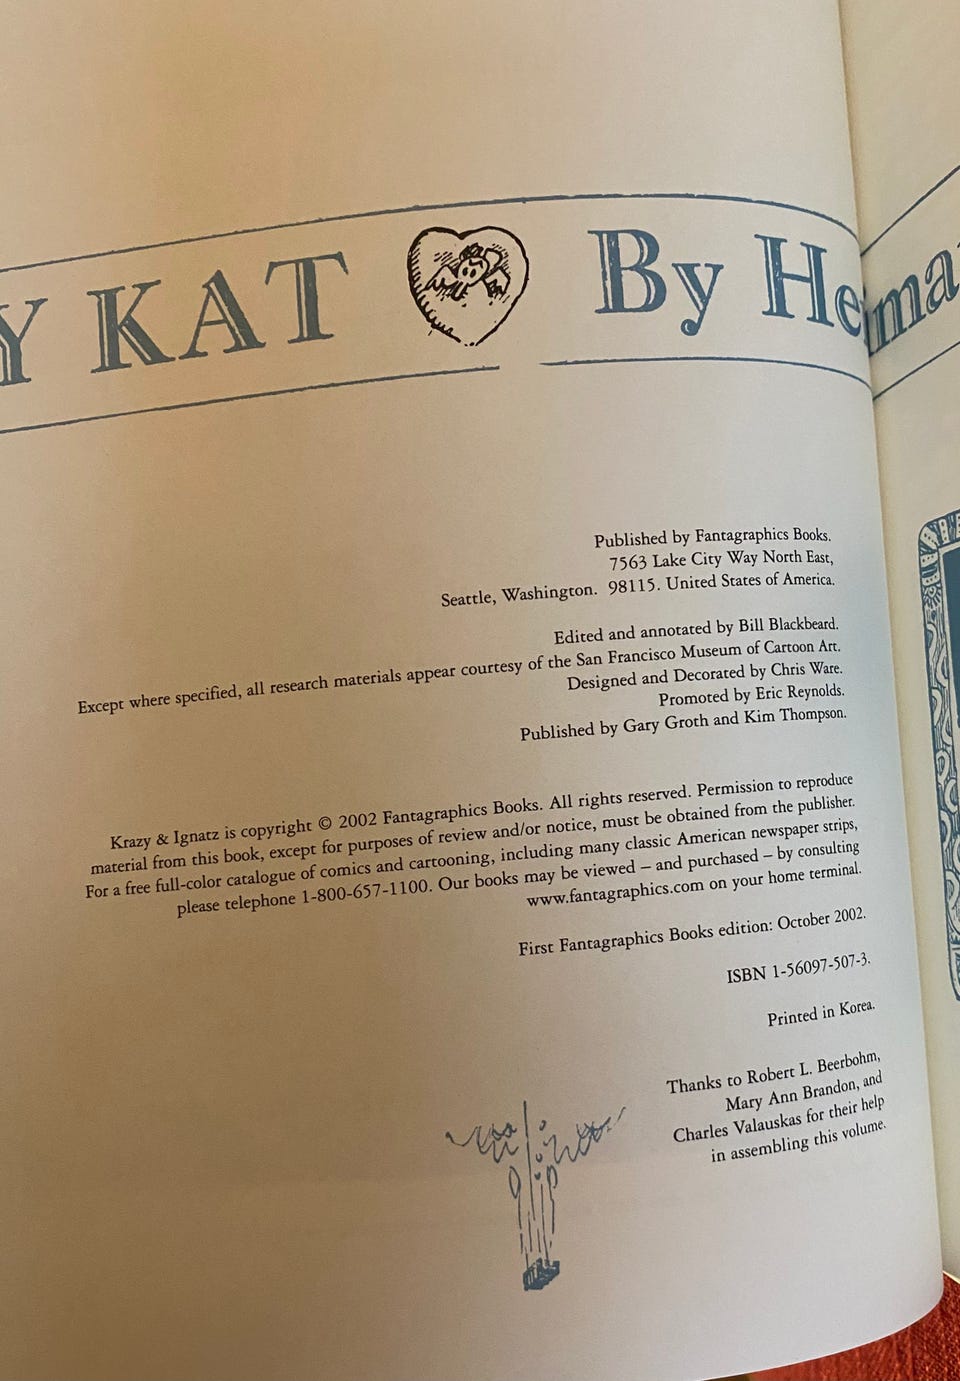 Y KAT By Herma
Published by Fantagraphics Books.
7563 Lake City Way North East,
Seattle, Washington. 98115. United States of America.
Edited and annotated by Bill Blackbeard.
Except where specified, all research materials appear courtesy of the San Francisco Museum of Cartoon Art.
Designed and Decorated by Chris Ware.
Promoted by Eric Reynolds.
Published by Gary Groth and Kim Thompson.
Krazy & Ignatz is copyright © 2002 Fantagraphics Books. All rights reserved. Permission to reproduce
material from this book, except for purposes of review and/or notice, must be obtained from the publisher.
For a free full-color catalogue of comics and cartooning, including many classic American newspaper strips,
please telephone 1-800-657-1100. Our books may be viewed – and purchased – by consulting
www.fantagraphics.com on your home terminal.
First Fantagraphics Books edition: October 2002.
ISBN 1-56097-507-3.
Printed in Korea.
Thanks to Robert L. Beerbohm,
Mary Ann Brandon, and
Charles Valauskas for their help
in assembling this volume.